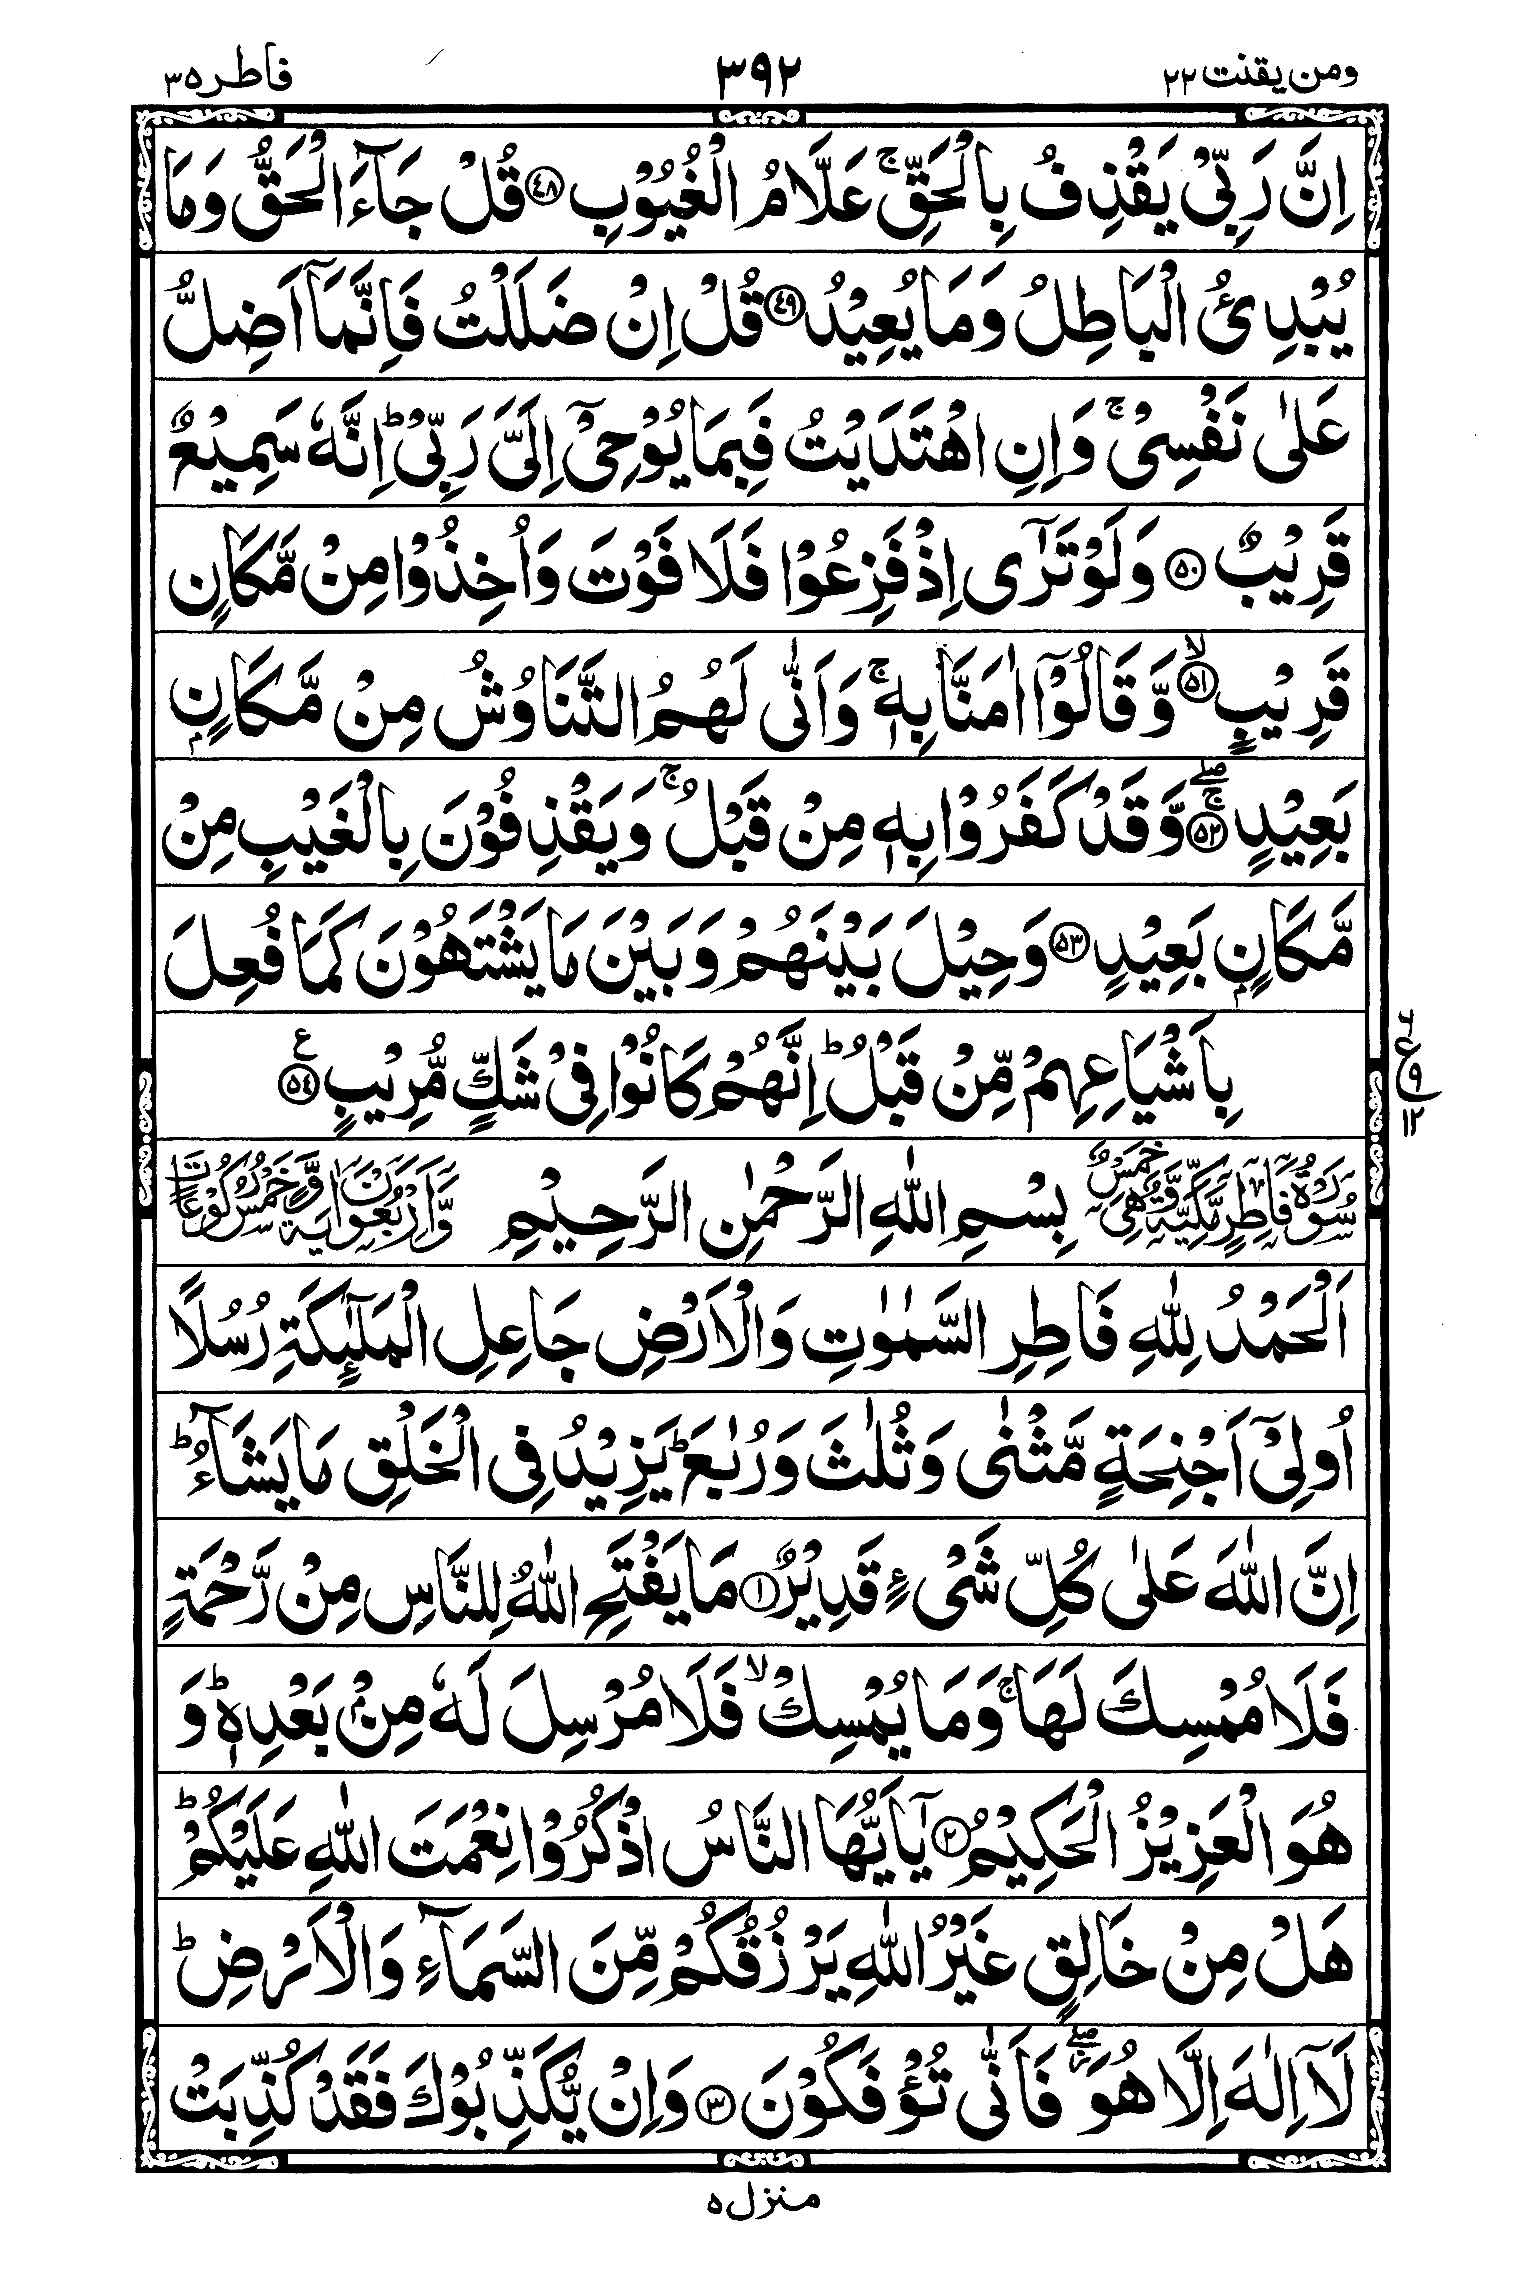 ومن یقنت ۲۲
۳۹۲
فاطر ۳۵
اِنَّ رَبِّیْ یَقْذِفُ بِالْحَقِّ ۚ عَلَّامُ الْغُیُوْبِ ﴿۴۸﴾ قُلْ جَآءَ الْحَقُّ وَمَا
یُبْدِئُ الْبَاطِلُ وَمَا یُعِیْدُ ﴿۴۹﴾ قُلْ اِنْ ضَلَلْتُ فَاِنَّمَاۤ اَضِلُّ
عَلٰی نَفْسِیْ ۚ وَاِنِ اهْتَدَیْتُ فَبِمَا یُوْحِیْۤ اِلَیَّ رَبِّیْ ؕ اِنَّهٗ سَمِیْعٌ
قَرِیْبٌ ﴿۵۰﴾ وَلَوْ تَرٰۤی اِذْ فَزِعُوْا فَلَا فَوْتَ وَاُخِذُوْا مِنْ مَّكَانٍ
قَرِیْبٍ ﴿۵۱﴾ۙ وَّقَالُوْۤا اٰمَنَّا بِهٖ ۚ وَاَنّٰی لَهُمُ التَّنَاوُشُ مِنْ مَّكَانٍۭ
بَعِیْدٍ ﴿۵۲﴾ۚۖ وَّقَدْ كَفَرُوْا بِهٖ مِنْ قَبْلُ ۚ وَیَقْذِفُوْنَ بِالْغَیْبِ مِنْ
مَّكَانٍۭ بَعِیْدٍ ﴿۵۳﴾ وَحِیْلَ بَیْنَهُمْ وَبَیْنَ مَا یَشْتَهُوْنَ كَمَا فُعِلَ
بِاَشْیَاعِهِمْ مِّنْ قَبْلُ ؕ اِنَّهُمْ كَانُوْا فِیْ شَكٍّ مُّرِیْبٍ ﴿۵۴﴾ ع
٦
ع
۹
۱۲
سُوْرَةُ فَاطِرٍ مَّكِّیَّةٌ وَّهِیَ خَمْسٌ
بِسْمِ اللّٰهِ الرَّحْمٰنِ الرَّحِیْمِ
وَّاَرْبَعُوْنَ اٰیَةً وَّخَمْسُ رُكُوْعَاتٍ
اَلْحَمْدُ لِلّٰهِ فَاطِرِ السَّمٰوٰتِ وَالْاَرْضِ جَاعِلِ الْمَلٰٓئِكَةِ رُسُلًا
اُولِیْۤ اَجْنِحَةٍ مَّثْنٰی وَثُلٰثَ وَرُبٰعَ ؕ یَزِیْدُ فِی الْخَلْقِ مَا یَشَآءُ ؕ
اِنَّ اللّٰهَ عَلٰی كُلِّ شَیْءٍ قَدِیْرٌ ﴿۱﴾ مَا یَفْتَحِ اللّٰهُ لِلنَّاسِ مِنْ رَّحْمَةٍ
فَلَا مُمْسِكَ لَهَا ۚ وَمَا یُمْسِكْ ۙ فَلَا مُرْسِلَ لَهٗ مِنْۢ بَعْدِهٖ ؕ وَ
هُوَ الْعَزِیْزُ الْحَكِیْمُ ﴿۲﴾ یٰۤاَیُّهَا النَّاسُ اذْكُرُوْا نِعْمَتَ اللّٰهِ عَلَیْكُمْ ؕ
هَلْ مِنْ خَالِقٍ غَیْرُ اللّٰهِ یَرْزُقُكُمْ مِّنَ السَّمَآءِ وَالْاَرْضِ ؕ
لَاۤ اِلٰهَ اِلَّا هُوَ ۖؗ فَاَنّٰی تُؤْفَكُوْنَ ﴿۳﴾ وَاِنْ یُّكَذِّبُوْكَ فَقَدْ كُذِّبَتْ
منزل ۵